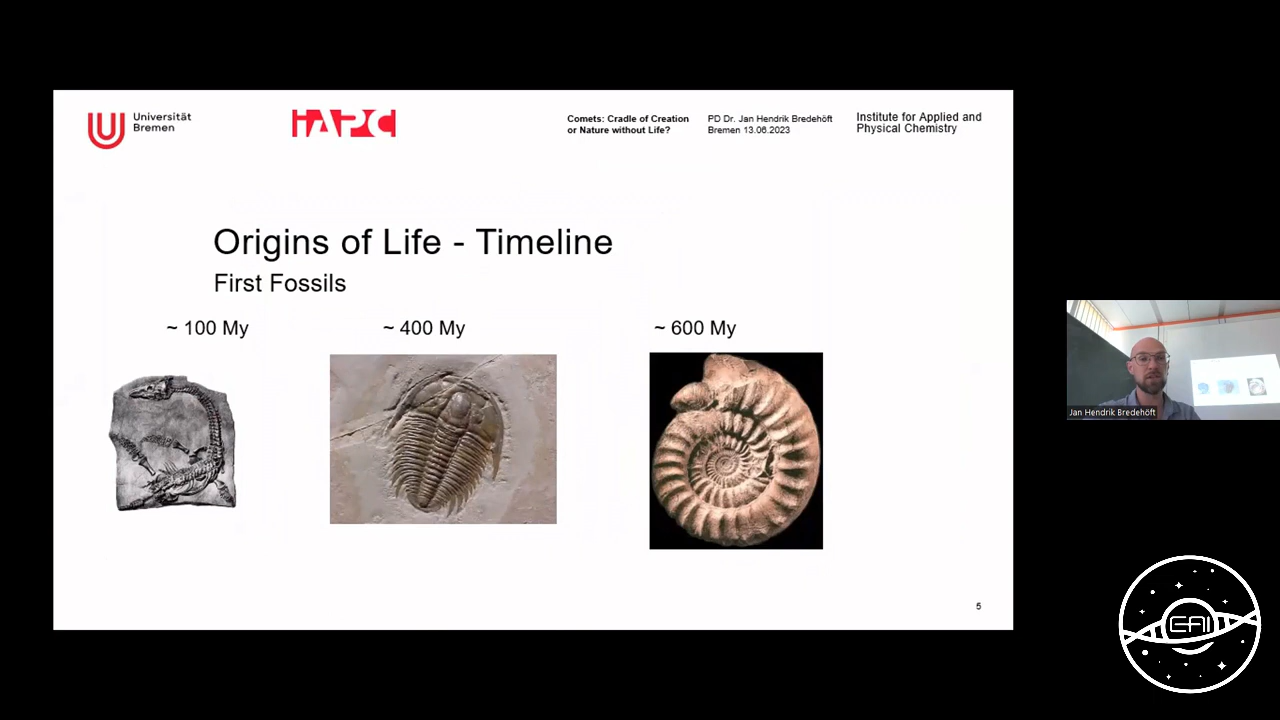 Universität
Bremen
iAPC
Comets: Cradle of Creation
or Nature without Life?
PD Dr. Jan Hendrik Bredehöft
Bremen 13.06.2023
Institute for Applied and
Physical Chemistry
Origins of Life - Timeline
First Fossils
~ 100 My
~ 400 My
~ 600 My
Jan Hendrik Bredehöft
5
EAI